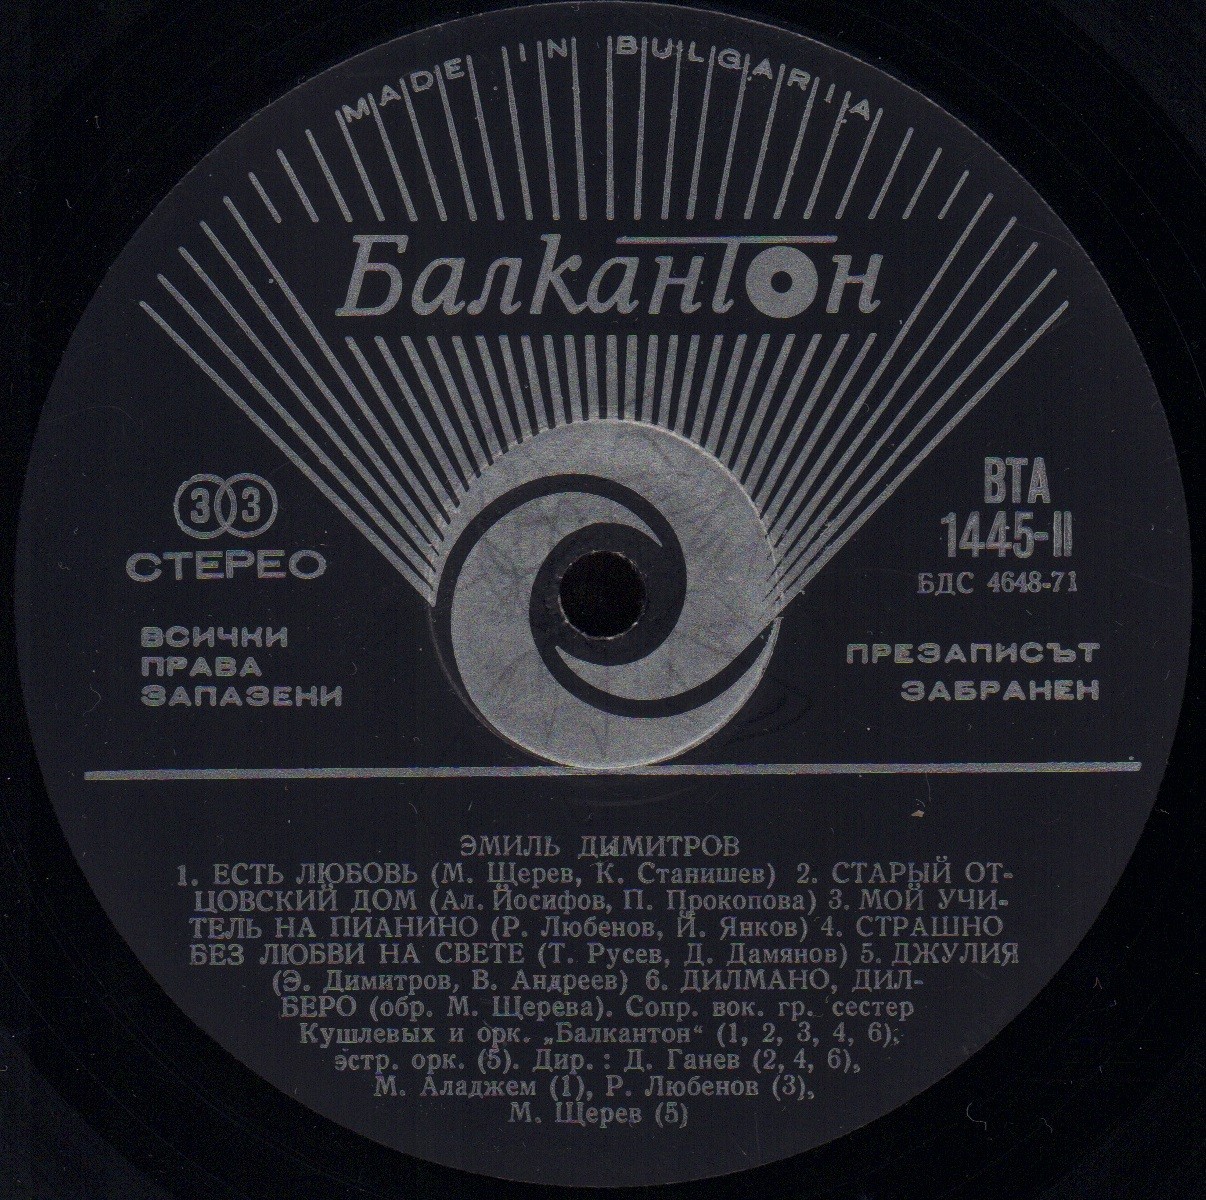 MADE IN BULGARIA
Балкантон
33
СТЕРЕО
ВТА
1445-II
БДС 4648-71
ВСИЧКИ
ПРАВА
ЗАПАЗЕНИ
ПРЕЗАПИСЪТ
ЗАБРАНЕН
ЭМИЛЬ ДИМИТРОВ
1. ЕСТЬ ЛЮБОВЬ (М. Щерев, К. Станишев) 2. СТАРЫЙ ОТ-
ЦОВСКИЙ ДОМ (Ал. Йосифов, П. Прокопова) 3. МОЙ УЧИ-
ТЕЛЬ НА ПИАНИНО (Р. Любенов, Й. Янков) 4. СТРАШНО
БЕЗ ЛЮБВИ НА СВЕТЕ (Т. Русев, Д. Дамянов) 5. ДЖУЛИЯ
(Э. Димитров, В. Андреев) 6. ДИЛМАНО, ДИЛ-
БЕРО (обр. М. Щерева). Сопр. вок. гр. сестер
Кушлевых и орк. „Балкантон“ (1, 2, 3, 4, 6),
эстр. орк. (5). Дир.: Д. Ганев (2, 4, 6),
М. Аладжем (1), Р. Любенов (3),
М. Щерев (5)